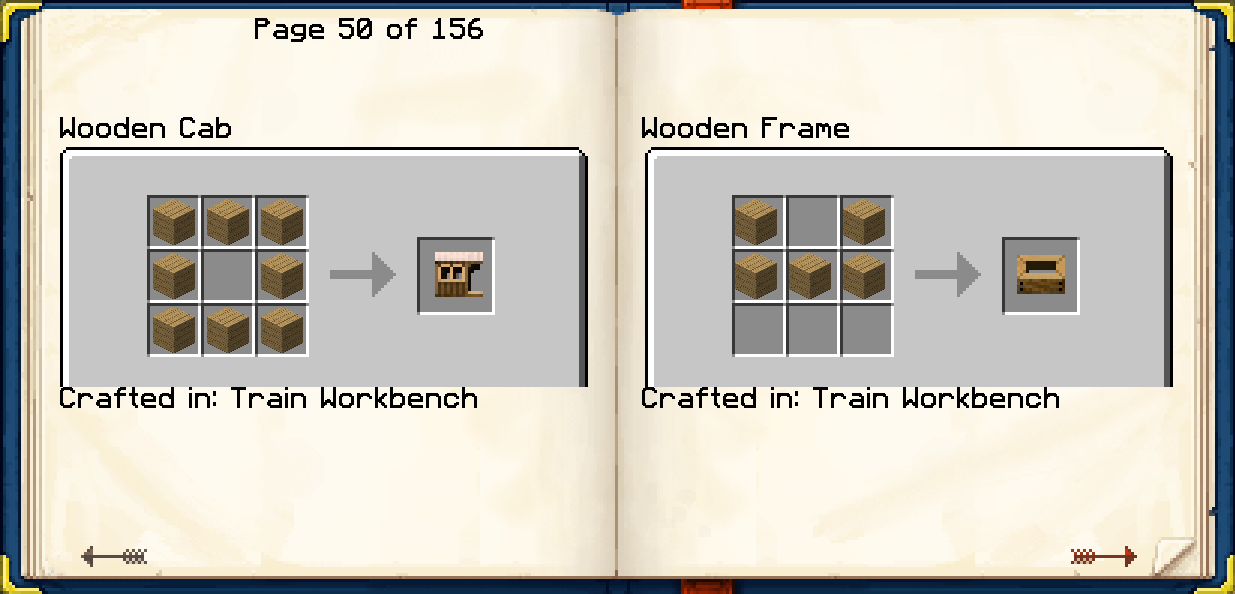 Page 50 of 156
Wooden Cab
Crafted in: Train Workbench
Wooden Frame
Crafted in: Train Workbench